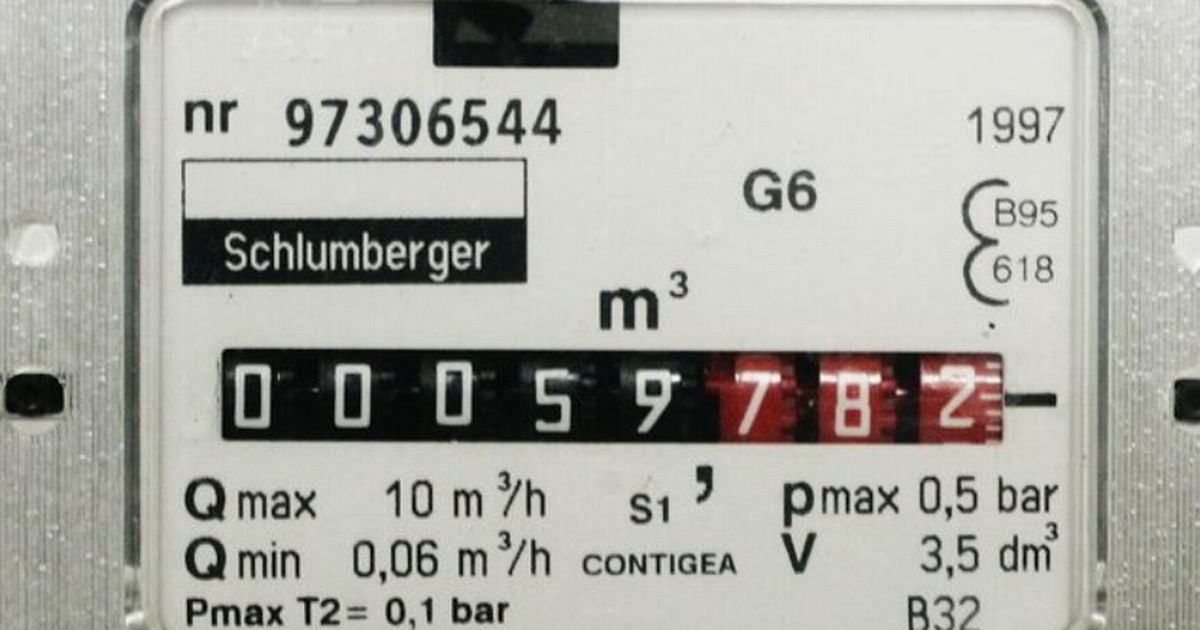 nr 97306544
1997
Schlumberger
G6
B95
618
m³
00059782
Q max 10 m³/h
S1 ,
pmax 0,5 bar
Q min 0,06 m³/h
CONTIGEA
V 3,5 dm³
Pmax T2= 0,1 bar
B32